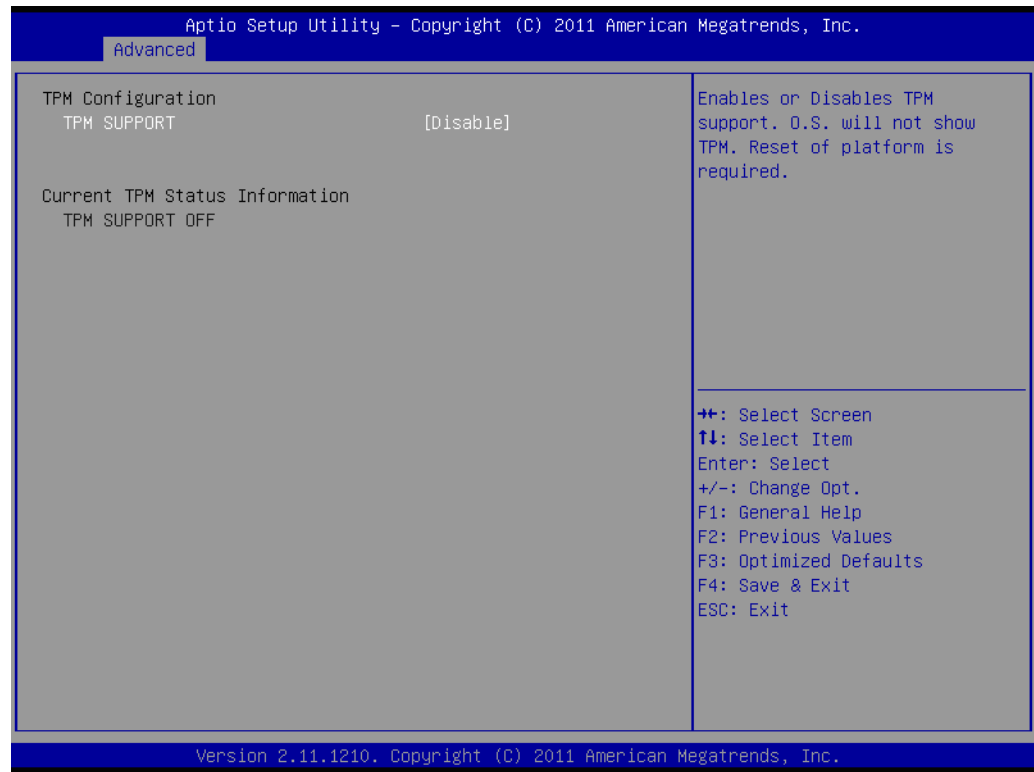 Aptio Setup Utility – Copyright (C) 2011 American Megatrends, Inc.
Advanced
TPM Configuration
TPM SUPPORT [Disable]
Current TPM Status Information
TPM SUPPORT OFF
Enables or Disables TPM
support. O.S. will not show
TPM. Reset of platform is
required.
→←: Select Screen
↑↓: Select Item
Enter: Select
+/-: Change Opt.
F1: General Help
F2: Previous Values
F3: Optimized Defaults
F4: Save & Exit
ESC: Exit
Version 2.11.1210. Copyright (C) 2011 American Megatrends, Inc.